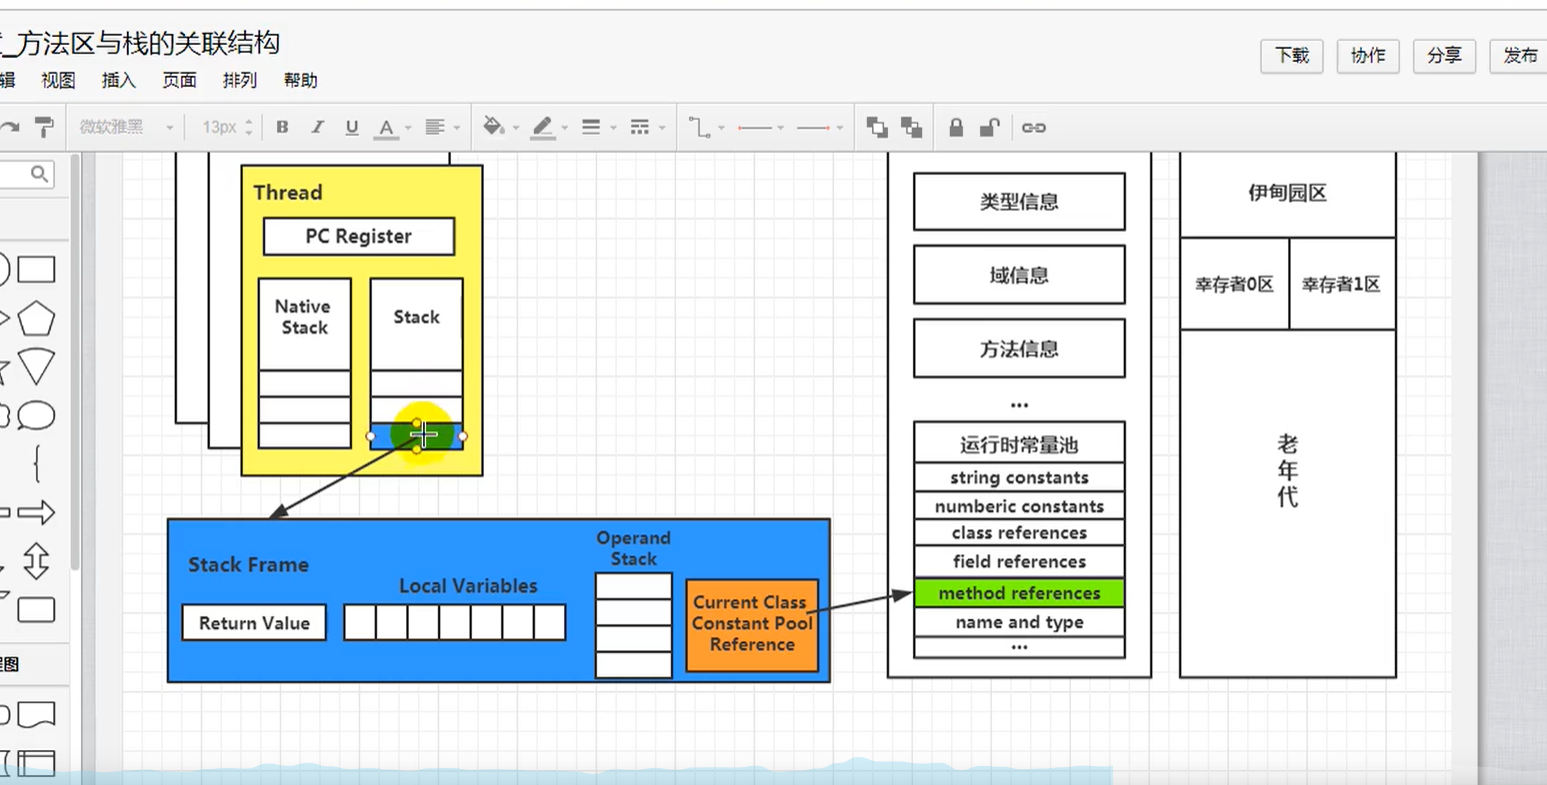 _方法区与栈的关联结构
下载
协作
分享
发布
辑
视图
插入
页面
排列
帮助
微软雅黑
13px
B
I
U
A
Thread
PC Register
Native
Stack
Stack
Stack Frame
Return Value
Local Variables
Operand
Stack
Current Class
Constant Pool
Reference
类型信息
域信息
方法信息
...
运行时常量池
string constants
numberic constants
class references
field references
method references
name and type
...
伊甸园区
幸存者0区
幸存者1区
老
年
代
图